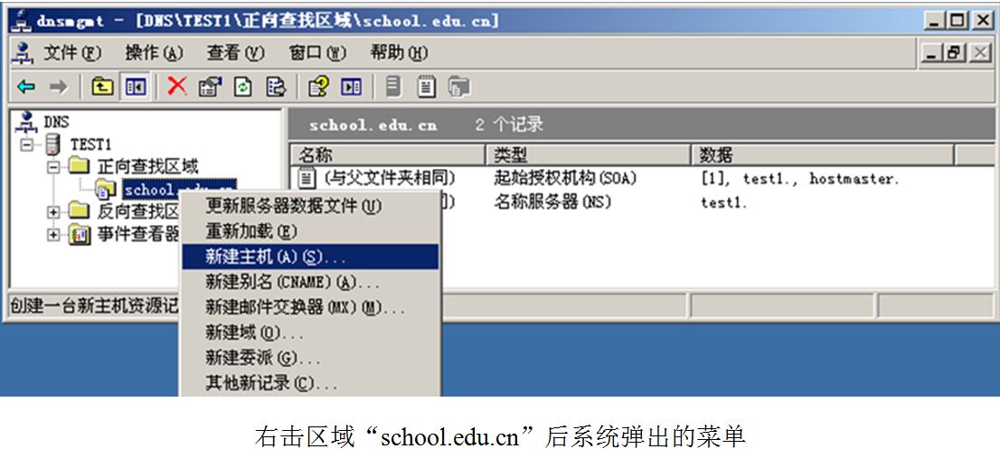 dnsmgmt - [DNS\TEST1\正向查找区域\school.edu.cn]
文件(F) 操作(A) 查看(V) 窗口(W) 帮助(H)
DNS
TEST1
正向查找区域
school.edu.cn
反向查找区
事件查看器
school.edu.cn 2 个记录
名称 类型 数据
(与父文件夹相同) 起始授权机构(SOA) [1], test1., hostmaster.
名称服务器(NS) test1.
更新服务器数据文件(U)
重新加载(E)
新建主机(A)(S)...
新建别名(CNAME)(A)...
新建邮件交换器(MX)(M)...
新建域(O)...
新建委派(G)...
其他新记录(C)...
创建一台新主机资源记
右击区域“school.edu.cn”后系统弹出的菜单